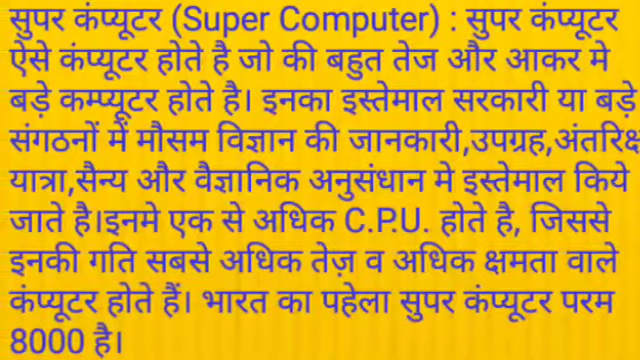 सुपर कंप्यूटर (Super Computer) : सुपर कंप्यूटर
ऐसे कंप्यूटर होते है जो की बहुत तेज और आकर मे
बड़े कम्प्यूटर होते है। इनका इस्तेमाल सरकारी या बड़े
संगठनों में मौसम विज्ञान की जानकारी,उपग्रह,अंतरिक्ष
यात्रा,सैन्य और वैज्ञानिक अनुसंधान मे इस्तेमाल किये
जाते है।इनमे एक से अधिक C.P.U. होते है, जिससे
इनकी गति सबसे अधिक तेज़ व अधिक क्षमता वाले
कंप्यूटर होते हैं। भारत का पहेला सुपर कंप्यूटर परम
8000 है।